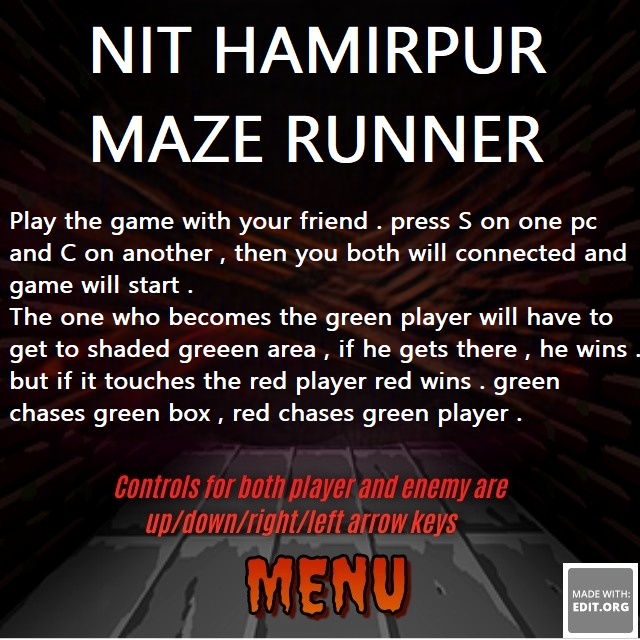 NIT HAMIRPUR
MAZE RUNNER
Play the game with your friend . press S on one pc
and C on another , then you both will connected and
game will start .
The one who becomes the green player will have to
get to shaded greeen area , if he gets there , he wins .
but if it touches the red player red wins . green
chases green box , red chases green player .
Controls for both player and enemy are
up/down/right/left arrow keys
MENU
MADE WITH:
EDIT.ORG